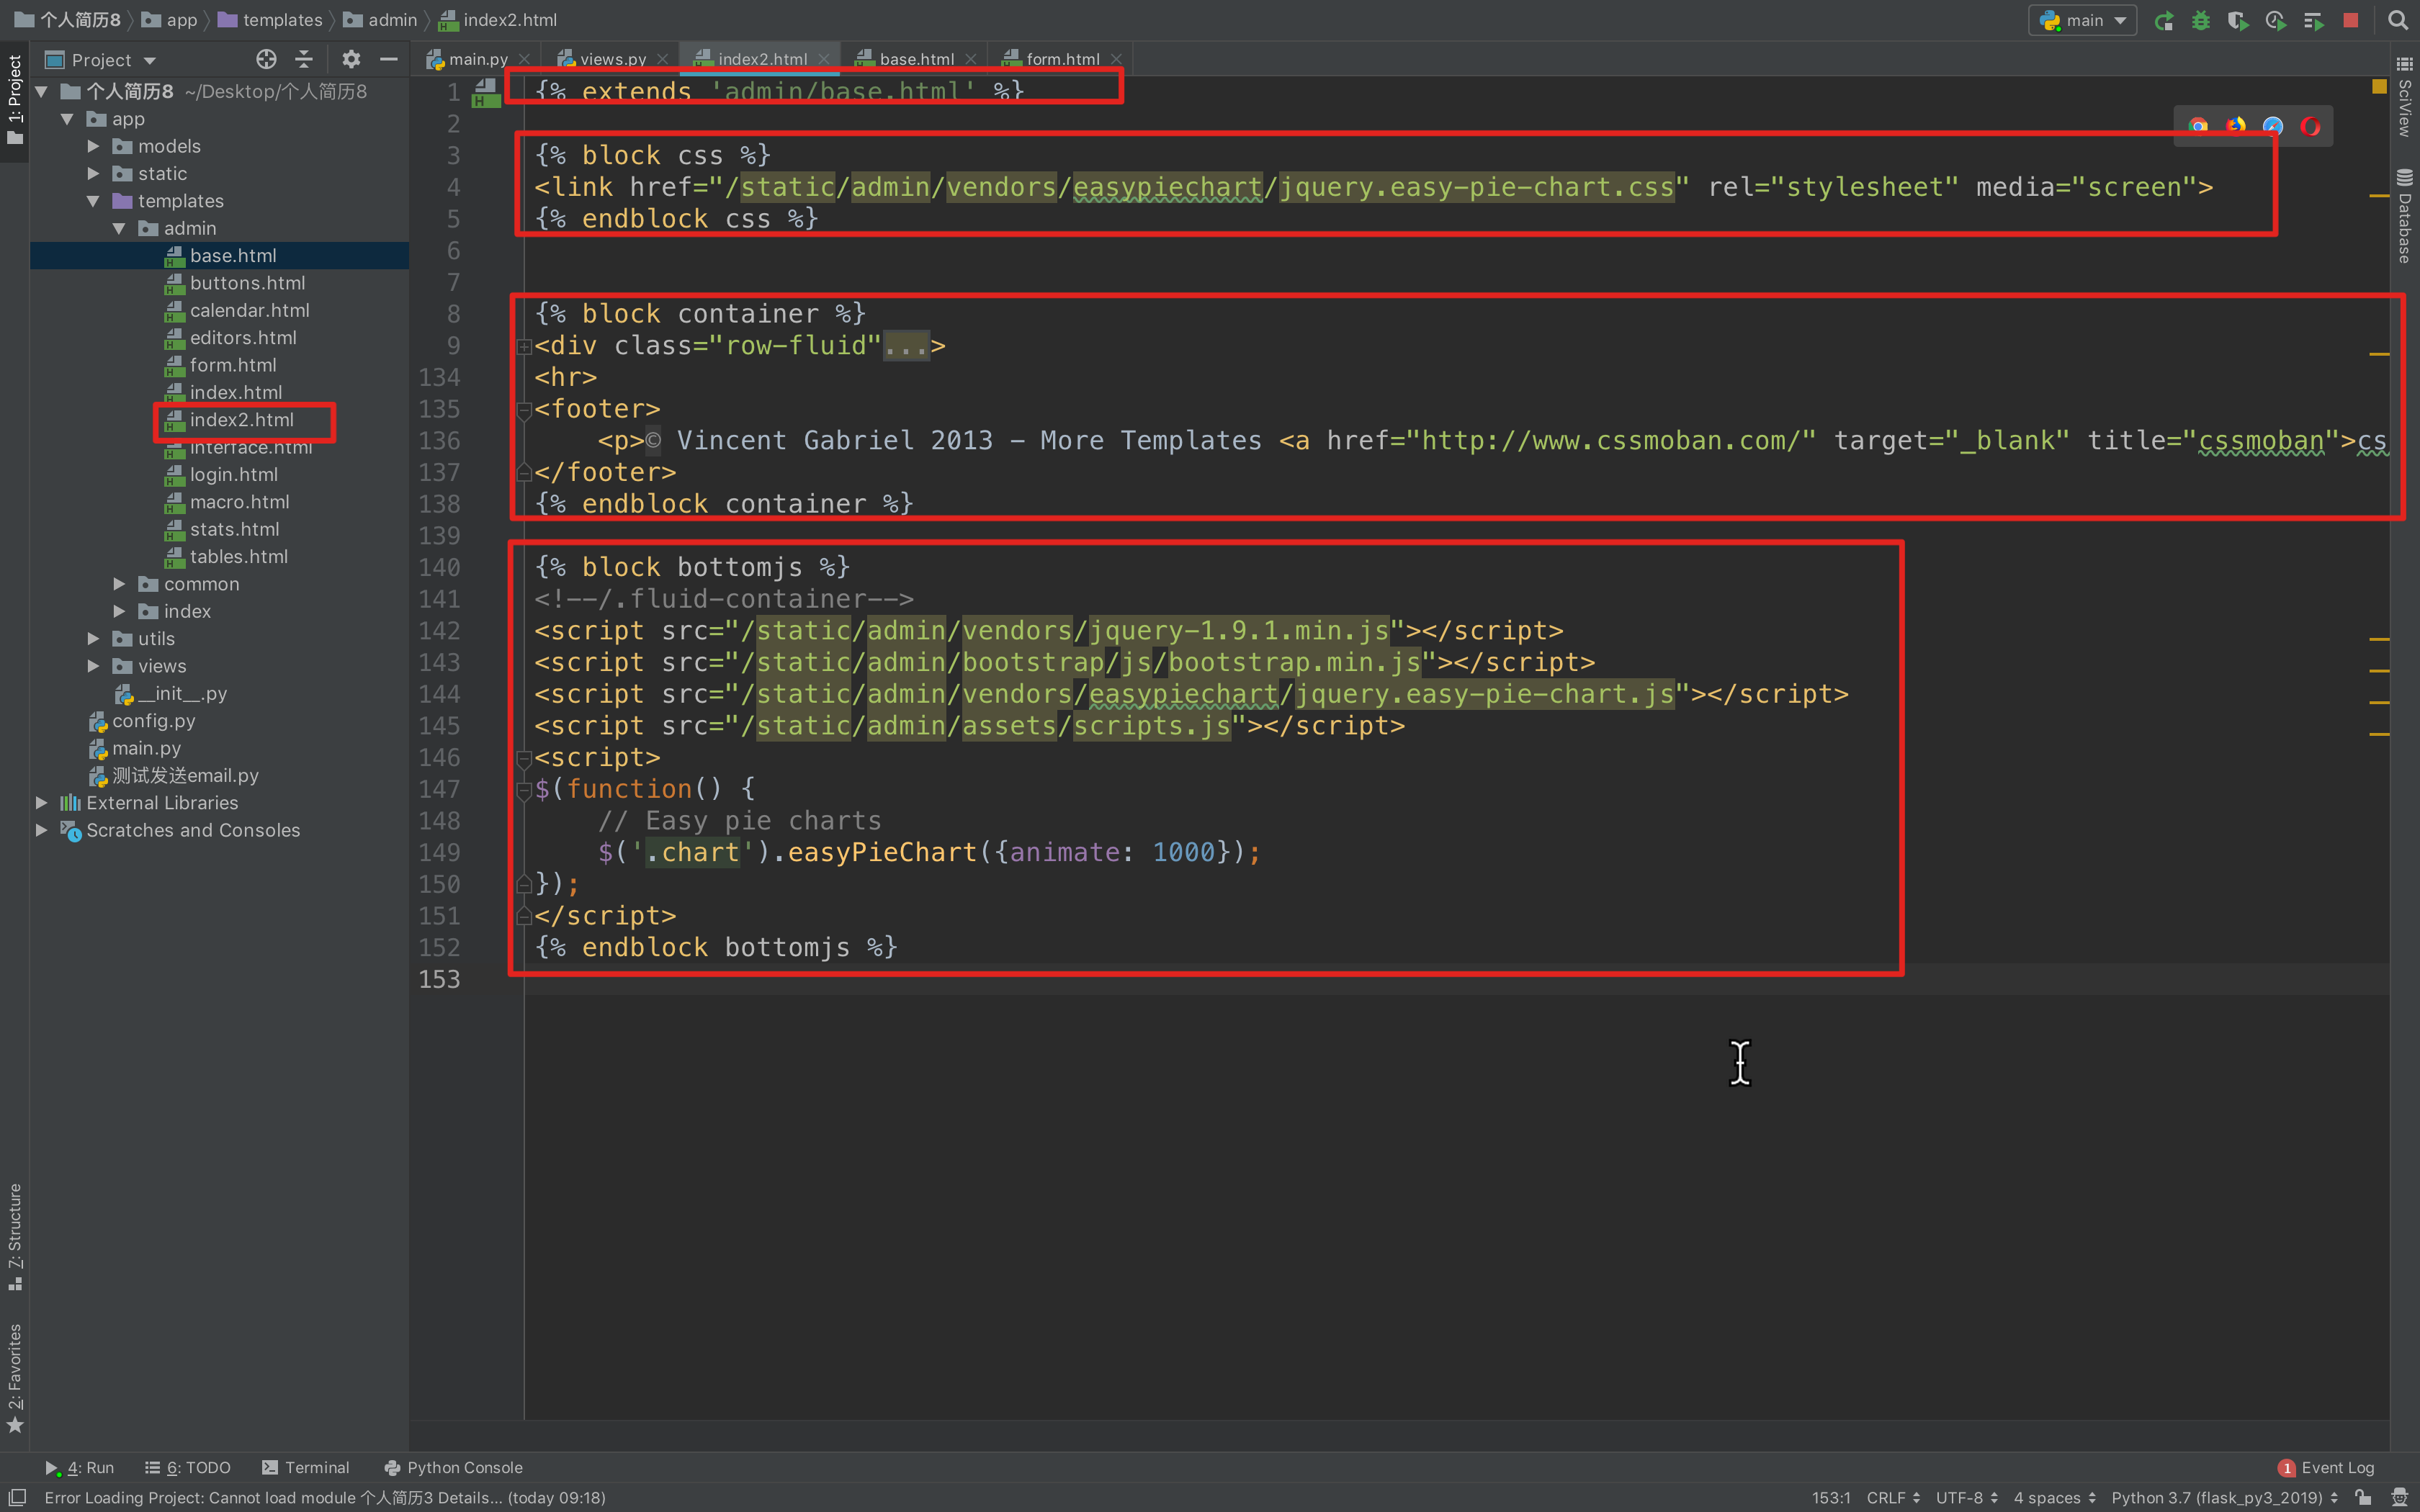 个人简历8 app templates admin index2.html main
1: Project
Project
main.py views.py index2.html base.html form.html
个人简历8 ~/Desktop/个人简历8
app
models
static
templates
admin
base.html
buttons.html
calendar.html
editors.html
form.html
index.html
index2.html
interface.html
login.html
macro.html
stats.html
tables.html
common
index
utils
views
__init__.py
config.py
main.py
测试发送email.py
External Libraries
Scratches and Consoles
7: Structure
2: Favorites
1 {% extends 'admin/base.html' %}
2
3 {% block css %}
4 <link href="/static/admin/vendors/easypiechart/jquery.easy-pie-chart.css" rel="stylesheet" media="screen">
5 {% endblock css %}
6
7
8 {% block container %}
9 <div class="row-fluid"...>
134 <hr>
135 <footer>
136 <p>© Vincent Gabriel 2013 - More Templates <a href="http://www.cssmoban.com/" target="_blank" title="cssmoban">cs
137 </footer>
138 {% endblock container %}
139
140 {% block bottomjs %}
141 <!--/.fluid-container-->
142 <script src="/static/admin/vendors/jquery-1.9.1.min.js"></script>
143 <script src="/static/admin/bootstrap/js/bootstrap.min.js"></script>
144 <script src="/static/admin/vendors/easypiechart/jquery.easy-pie-chart.js"></script>
145 <script src="/static/admin/assets/scripts.js"></script>
146 <script>
147 $(function() {
148 // Easy pie charts
149 $('.chart').easyPieChart({animate: 1000});
150 });
151 </script>
152 {% endblock bottomjs %}
153
SciView
Database
4: Run 6: TODO Terminal Python Console 1 Event Log
Error Loading Project: Cannot load module 个人简历3 Details... (today 09:18) 153:1 CRLF UTF-8 4 spaces Python 3.7 (flask_py3_2019)